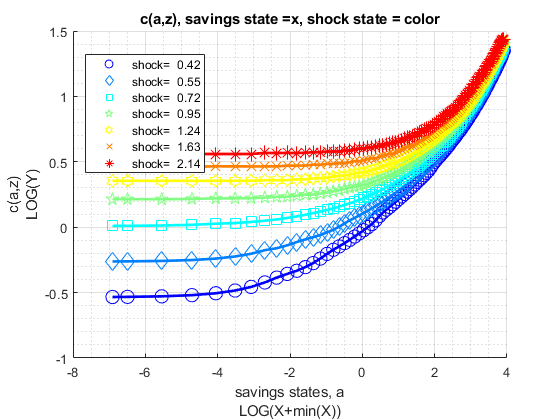 c(a,z), savings state =x, shock state = color
c(a,z)
LOG(Y)
1.5
1
0.5
0
-0.5
-1
shock= 0.42
shock= 0.55
shock= 0.72
shock= 0.95
shock= 1.24
shock= 1.63
shock= 2.14
-8 -6 -4 -2 0 2 4
savings states, a
LOG(X+min(X))